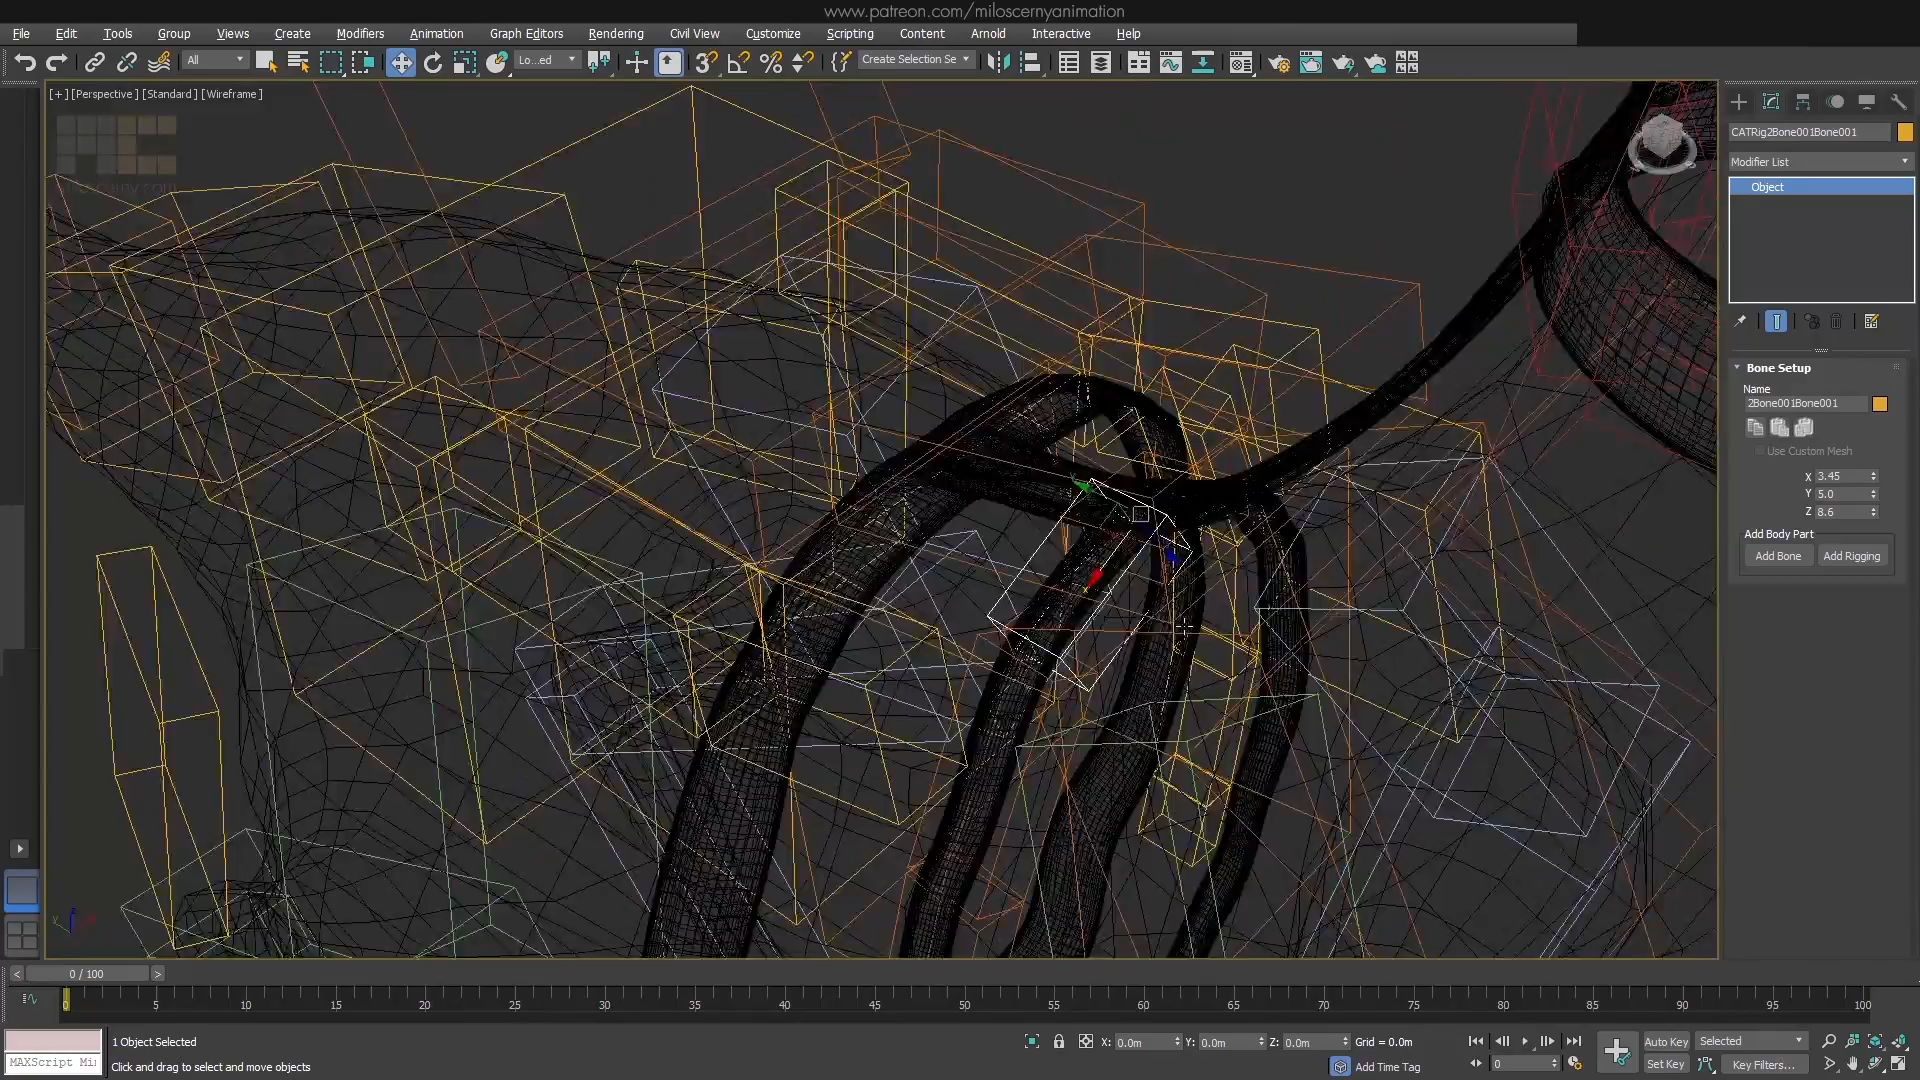 www.patreon.com/miloscernyanimation
File Edit Tools Group Views Create Modifiers Animation Graph Editors Rendering Civil View Customize Scripting Content Arnold Interactive Help
All Lo...ed Create Selection Se
[+] [Perspective] [Standard] [Wireframe]
CATRig2Bone001Bone001
Modifier List
Object
Bone Setup
Name
2Bone001Bone001
Use Custom Mesh
X 3.45
Y 5.0
Z 8.6
Add Body Part
Add Bone Add Rigging
< 0 / 100 >
0 5 10 15 20 25 30 35 40 45 50 55 60 65 70 75 80 85 90 95 100
1 Object Selected X: 0.0m Y: 0.0m Z: 0.0m Grid = 0.0m Auto Key Selected
MAXScript Mi Click and drag to select and move objects Add Time Tag 0 Set Key Key Filters...